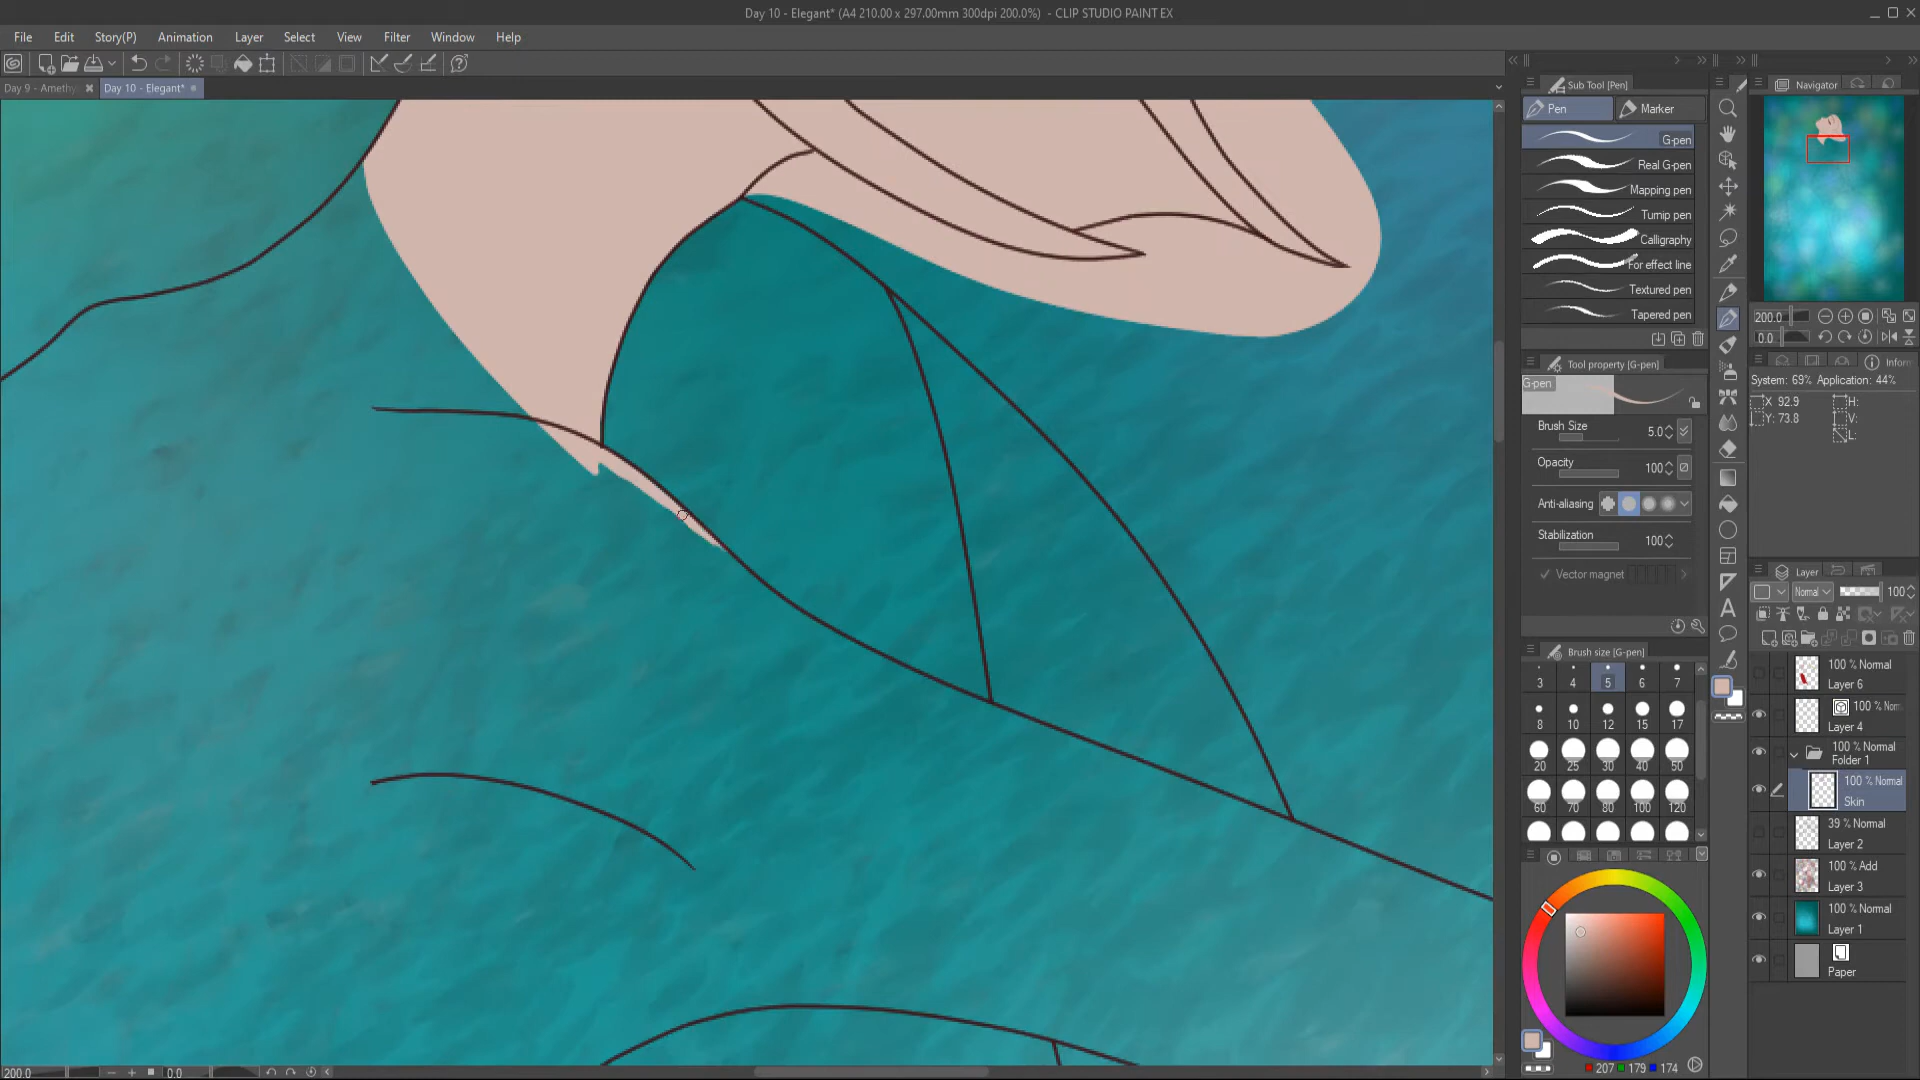 Day 10 - Elegant* (A4 210.00 x 297.00mm 300dpi 200.0%) - CLIP STUDIO PAINT EX
File Edit Story(P) Animation Layer Select View Filter Window Help
Day 9 - Amethy Day 10 - Elegant*
Sub Tool [Pen]
Pen Marker
G-pen
Real G-pen
Mapping pen
Turnip pen
Calligraphy
For effect line
Textured pen
Tapered pen
Tool property [G-pen]
G-pen
Brush Size 5.0
Opacity 100
Anti-aliasing
Stabilization 100
Vector magnet
Brush size [G-pen]
3 4 5 6 7
8 10 12 15 17
20 25 30 40 50
60 70 80 100 120
Navigator
200.0
0.0
Inform
System: 69% Application: 44%
X 92.9 H:
Y: 73.8 V:
L:
Layer
Normal 100
100 % Normal
Layer 6
100 % Norm
Layer 4
100 % Normal
Folder 1
100 % Normal
Skin
39 % Normal
Layer 2
100 % Add
Layer 3
100 % Normal
Layer 1
Paper
207 179 174
200.0 0.0